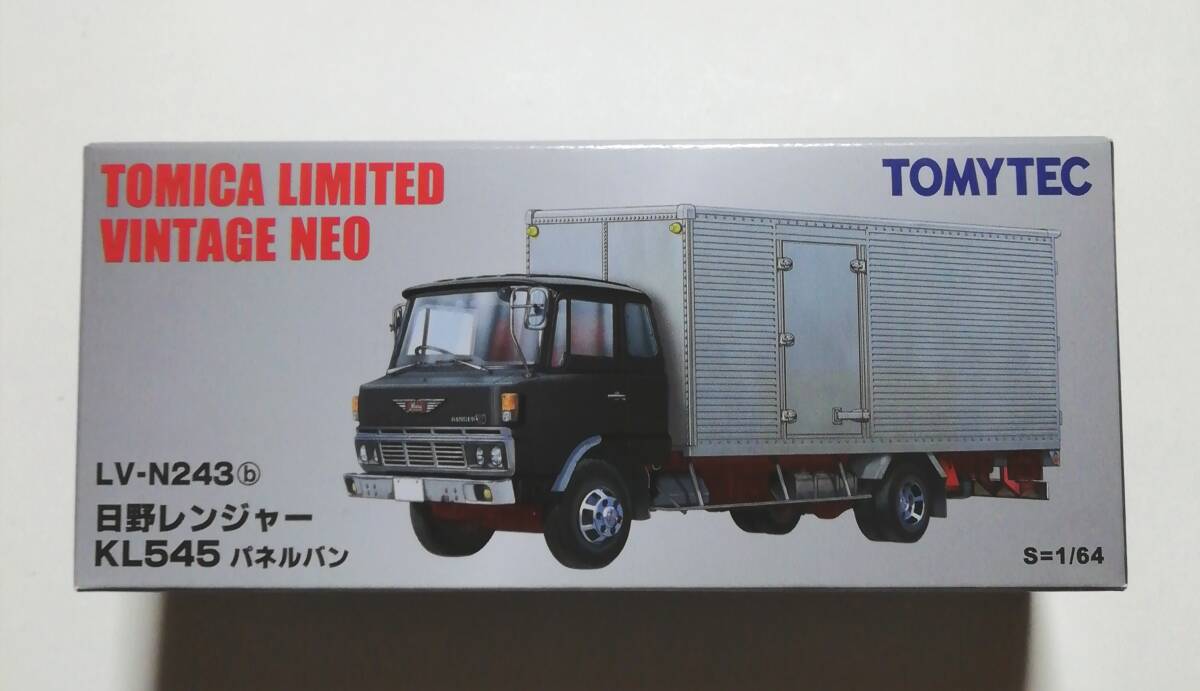 TOMICA LIMITED
VINTAGE NEO
TOMYTEC
LV-N243ⓑ
日野レンジャー
KL545 パネルバン
S=1/64